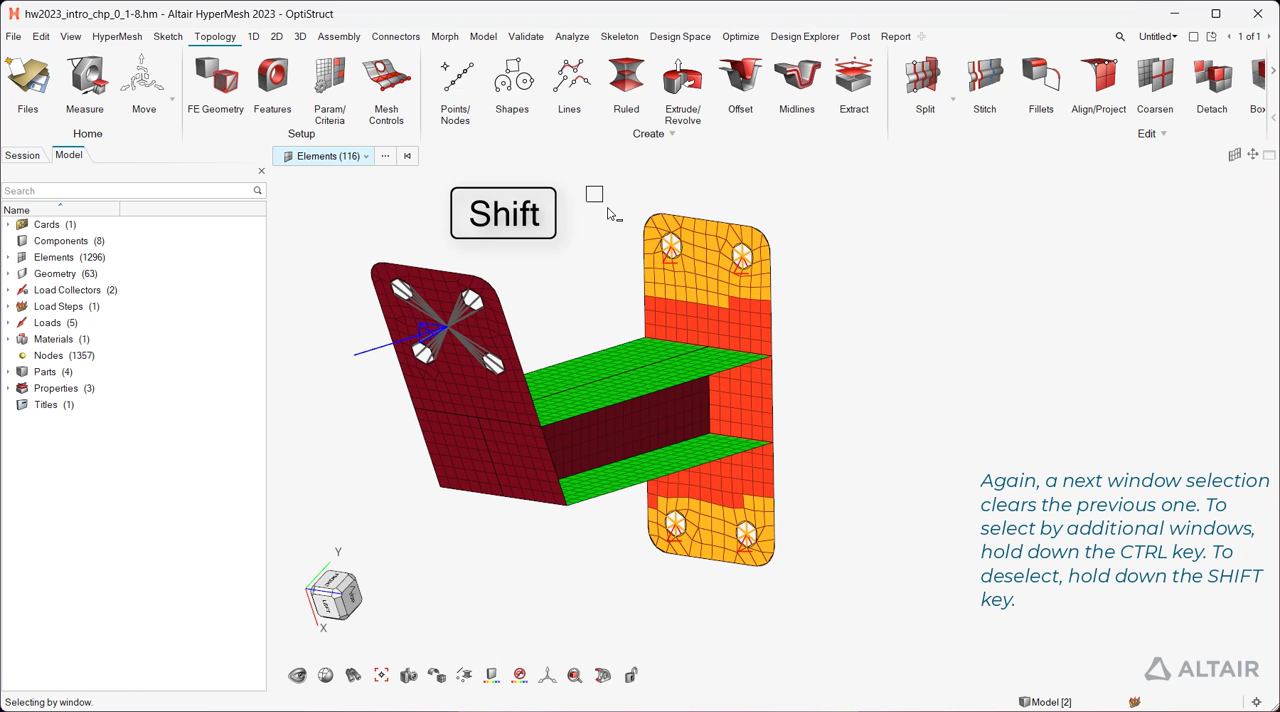 hw2023_intro_chp_0_1-8.hm - Altair HyperMesh 2023 - OptiStruct
File Edit View HyperMesh Sketch Topology 1D 2D 3D Assembly Connectors Morph Model Validate Analyze Skeleton Design Space Optimize Design Explorer Post Report Untitled 1 of 1
Files Measure Move FE Geometry Features Param/ Criteria Mesh Controls Points/ Nodes Shapes Lines Ruled Extrude/ Revolve Offset Midlines Extract Split Stitch Fillets Align/Project Coarsen Detach
Home Setup Create Edit
Session Model
Elements (116)
Search
Name
Cards (1)
Components (8)
Elements (1296)
Geometry (63)
Load Collectors (2)
Load Steps (1)
Loads (5)
Materials (1)
Nodes (1357)
Parts (4)
Properties (3)
Titles (1)
Shift
Again, a next window selection
clears the previous one. To
select by additional windows,
hold down the CTRL key. To
deselect, hold down the SHIFT
key.
Y
LEFT
X
ALTAIR
Selecting by window.
Model [2]